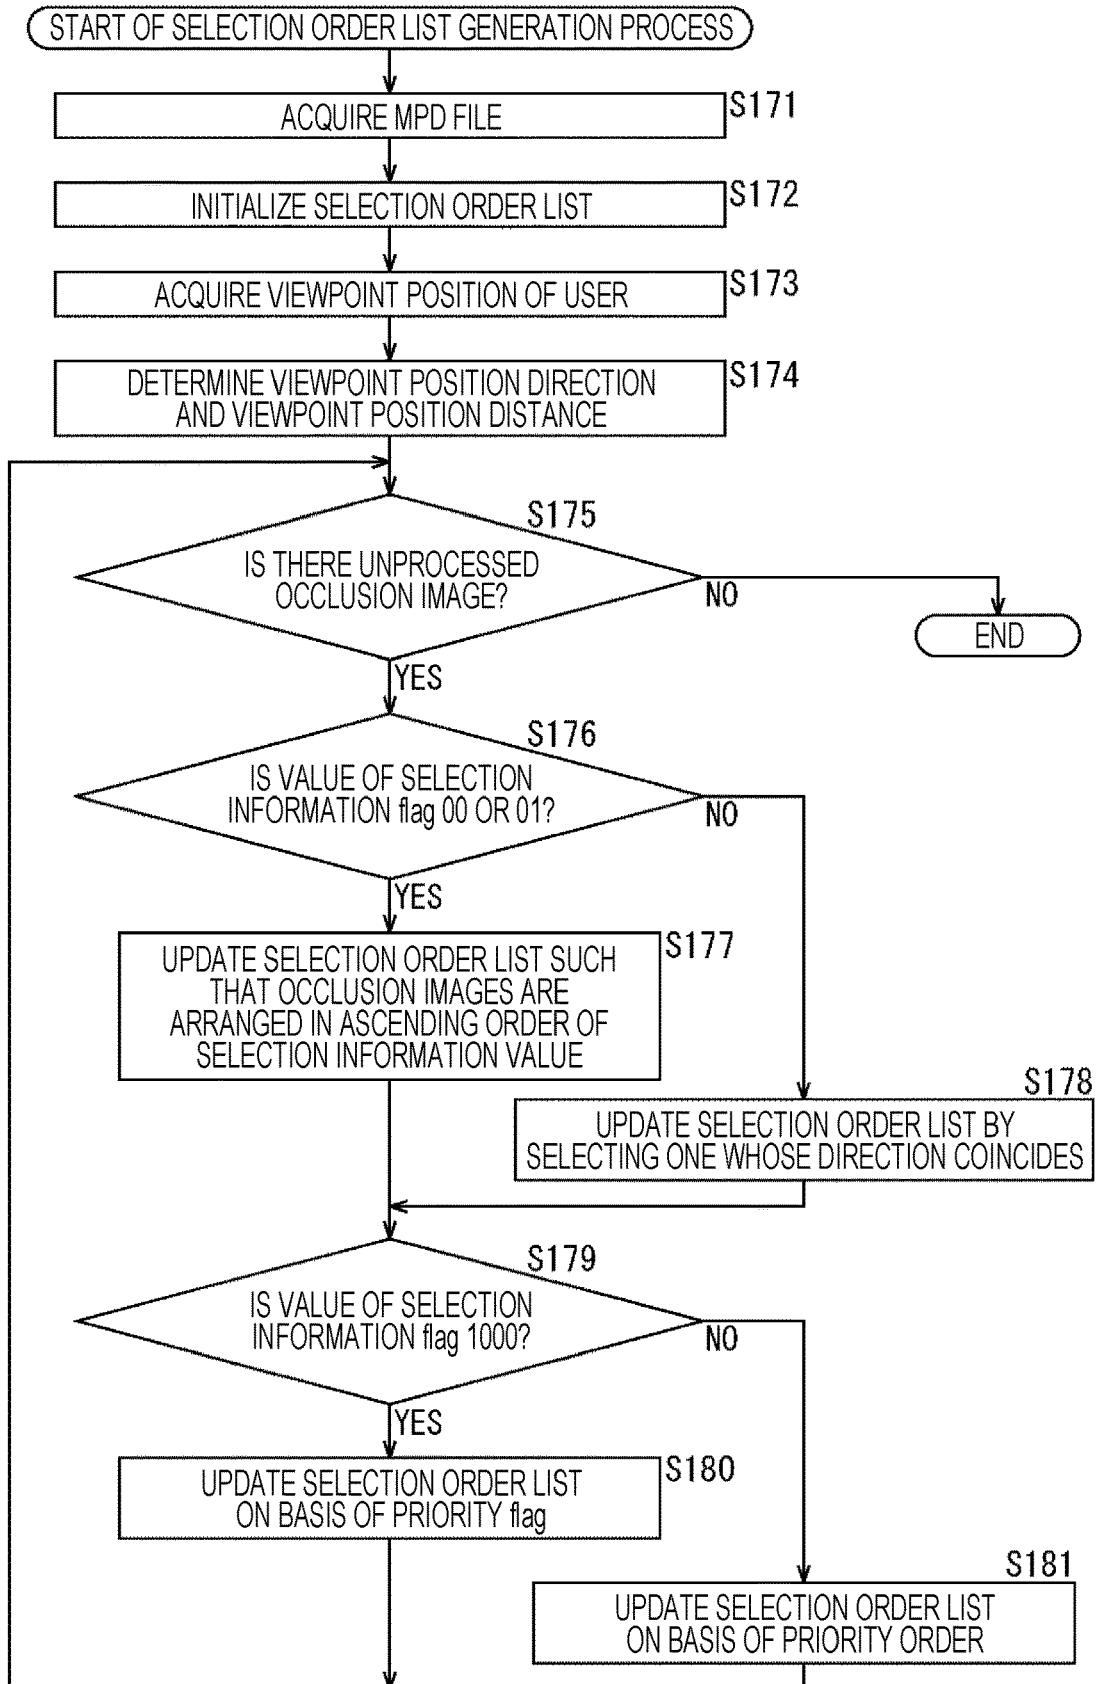 START OF SELECTION ORDER LIST GENERATION PROCESS
S171
ACQUIRE MPD FILE
S172
INITIALIZE SELECTION ORDER LIST
S173
ACQUIRE VIEWPOINT POSITION OF USER
S174
DETERMINE VIEWPOINT POSITION DIRECTION
AND VIEWPOINT POSITION DISTANCE
S175
IS THERE UNPROCESSED
OCCLUSION IMAGE?
NO
END
YES
S176
IS VALUE OF SELECTION
INFORMATION flag 00 OR 01?
NO
YES
S177
UPDATE SELECTION ORDER LIST SUCH
THAT OCCLUSION IMAGES ARE
ARRANGED IN ASCENDING ORDER OF
SELECTION INFORMATION VALUE
S178
UPDATE SELECTION ORDER LIST BY
SELECTING ONE WHOSE DIRECTION COINCIDES
S179
IS VALUE OF SELECTION
INFORMATION flag 1000?
NO
YES
S180
UPDATE SELECTION ORDER LIST
ON BASIS OF PRIORITY flag
S181
UPDATE SELECTION ORDER LIST
ON BASIS OF PRIORITY ORDER